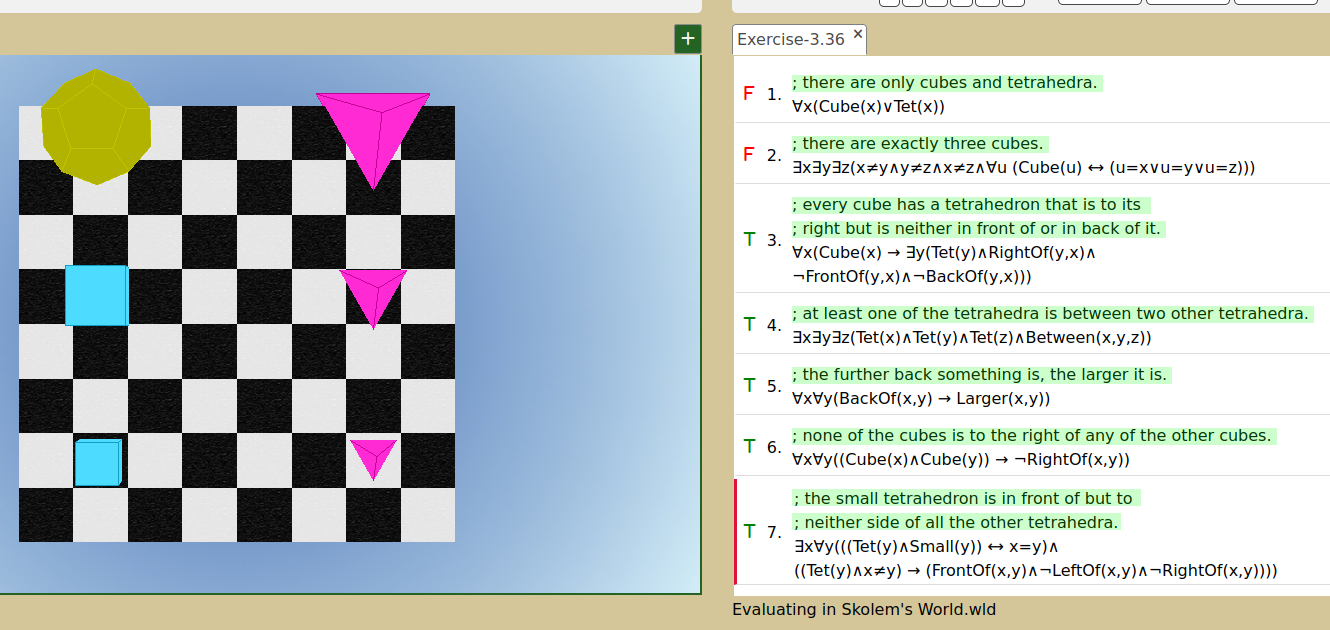 +
Exercise-3.36 ×
F 1. ; there are only cubes and tetrahedra.
∀x(Cube(x)∨Tet(x))
F 2. ; there are exactly three cubes.
∃x∃y∃z(x≠y∧y≠z∧x≠z∧∀u (Cube(u) ↔ (u=x∨u=y∨u=z)))
; every cube has a tetrahedron that is to its
; right but is neither in front of or in back of it.
T 3.
∀x(Cube(x) → ∃y(Tet(y)∧RightOf(y,x)∧
¬FrontOf(y,x)∧¬BackOf(y,x)))
; at least one of the tetrahedra is between two other tetrahedra.
T 4.
∃x∃y∃z(Tet(x)∧Tet(y)∧Tet(z)∧Between(x,y,z))
; the further back something is, the larger it is.
T 5.
∀x∀y(BackOf(x,y) → Larger(x,y))
; none of the cubes is to the right of any of the other cubes.
T 6.
∀x∀y((Cube(x)∧Cube(y)) → ¬RightOf(x,y))
; the small tetrahedron is in front of but to
; neither side of all the other tetrahedra.
T 7.
∃x∀y(((Tet(y)∧Small(y)) ↔ x=y)∧
((Tet(y)∧x≠y) → (FrontOf(x,y)∧¬LeftOf(x,y)∧¬RightOf(x,y))))
Evaluating in Skolem's World.wld